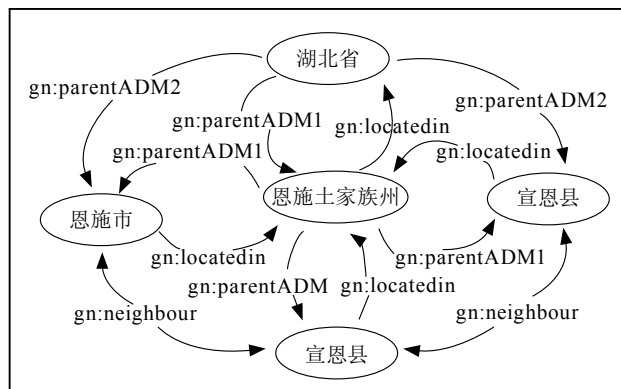 湖北省
gn:parentADM2
gn:parentADM2
gn:parentADM1
gn:locatedin
gn:parentADM1
gn:locatedin
恩施市
恩施土家族州
宣恩县
gn:locatedin
gn:parentADM1
gn:parentADM
gn:locatedin
gn:neighbour
gn:neighbour
宣恩县